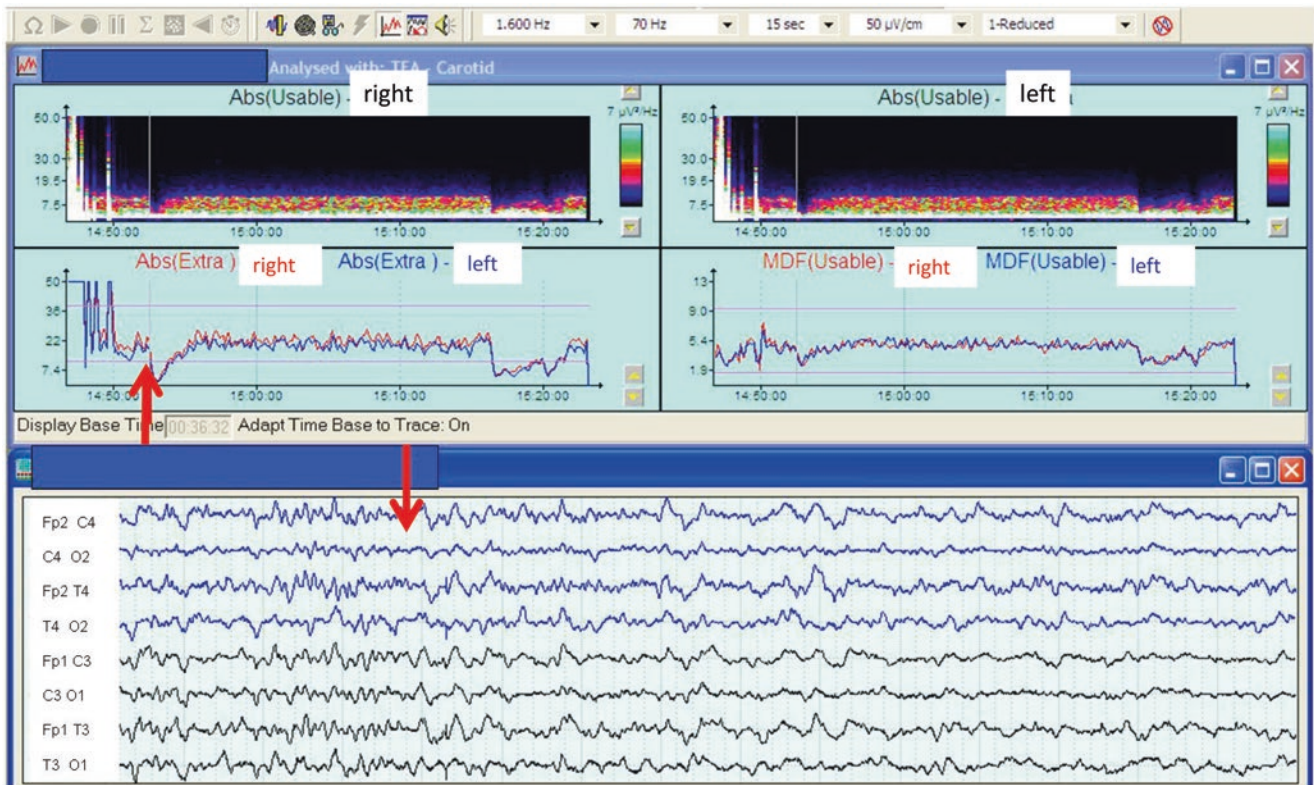 1.600 Hz 70 Hz 15 sec 50 µV/cm 1-Reduced
Analysed with: TFA - Carotid
Abs(Usable) - right
7 µV²/Hz
50.0
30.0
19.5
7.5
14:50:00 15:00:00 15:10:00 15:20:00
Abs(Usable) - left
7 µV²/Hz
50.0
30.0
19.5
7.5
14:50:00 15:00:00 15:10:00 15:20:00
Abs(Extra ) - right Abs(Extra ) - left
50
36
22
7.4
14:50:00 15:00:00 15:10:00 15:20:00
MDF(Usable) - right MDF(Usable) - left
13
9.0
5.4
1.9
14:50:00 15:00:00 15:10:00 15:20:00
Display Base Time 00:36:32 Adapt Time Base to Trace: On
Fp2 C4
C4 O2
Fp2 T4
T4 O2
Fp1 C3
C3 O1
Fp1 T3
T3 O1